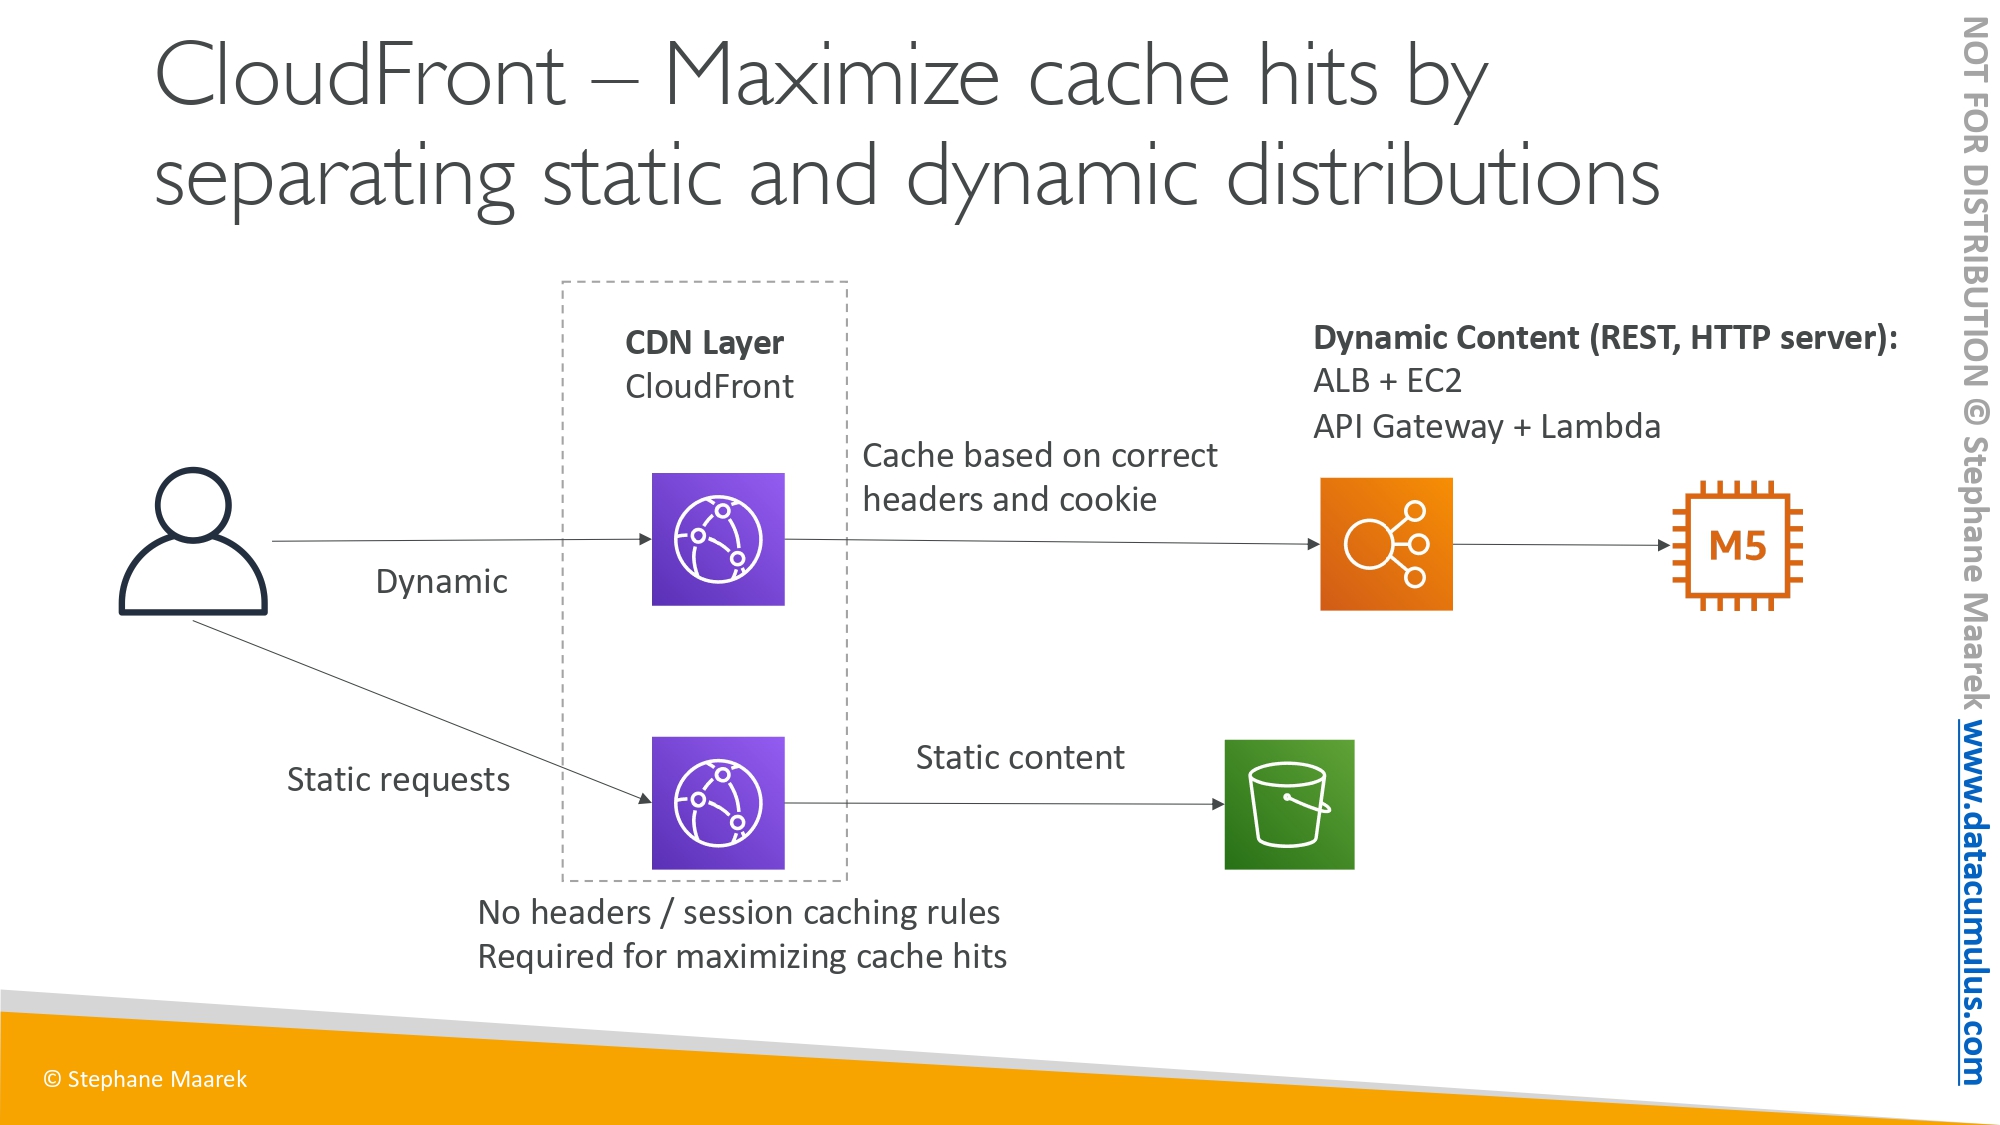 CloudFront – Maximize cache hits by
separating static and dynamic distributions
CDN Layer
CloudFront
Dynamic Content (REST, HTTP server):
ALB + EC2
API Gateway + Lambda
Cache based on correct
headers and cookie
Dynamic
M5
Static requests
Static content
No headers / session caching rules
Required for maximizing cache hits
© Stephane Maarek
NOT FOR DISTRIBUTION © Stephane Maarek www.datacumulus.com